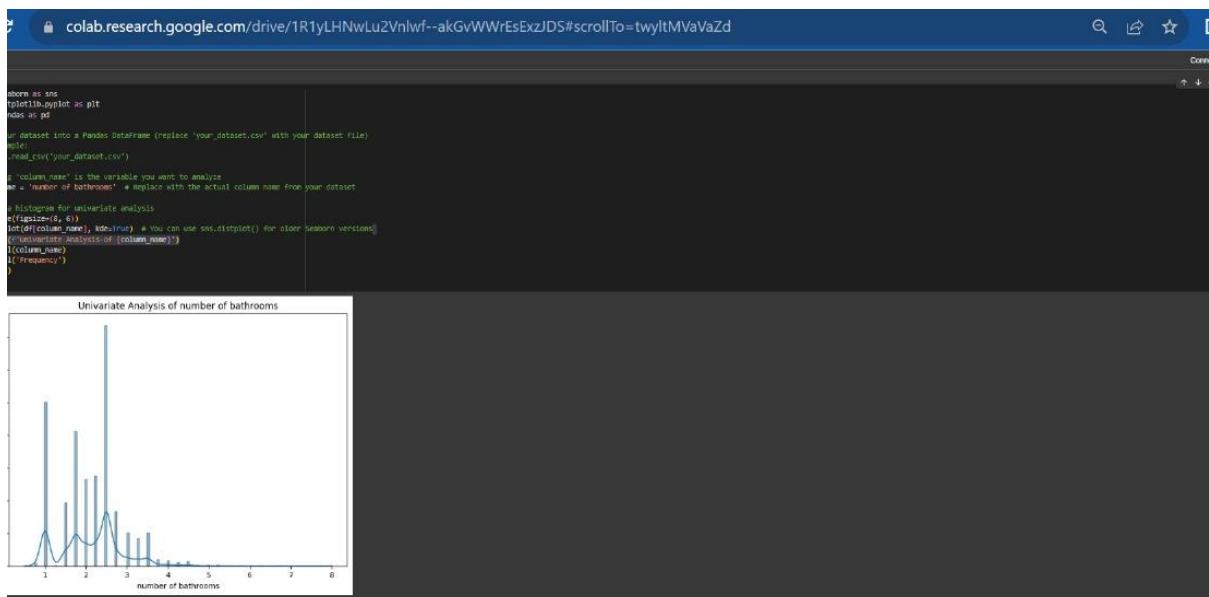 colab.research.google.com/drive/1R1yLHNwLu2Vnlwf--akGvWWrEsExzJDS#scrollTo=twyltMVaVaZd
Conn
aborn as sns
tplotlib.pyplot as plt
ndas as pd
ur dataset into a Pandas DataFrame (replace 'your_dataset.csv' with your dataset file)
mple:
.read_csv('your_dataset.csv')
g 'column_name' is the variable you want to analyze
me = 'number of bathrooms' # Replace with the actual column name from your dataset
a histogram for univariate analysis
e(figsize=(8, 6))
lot(df[column_name], kde=True) # You can use sns.distplot() for older Seaborn versions
(f'Univariate Analysis of {column_name}')
l(column_name)
l('Frequency')
)
Univariate Analysis of number of bathrooms
1 2 3 4 5 6 7 8
number of bathrooms